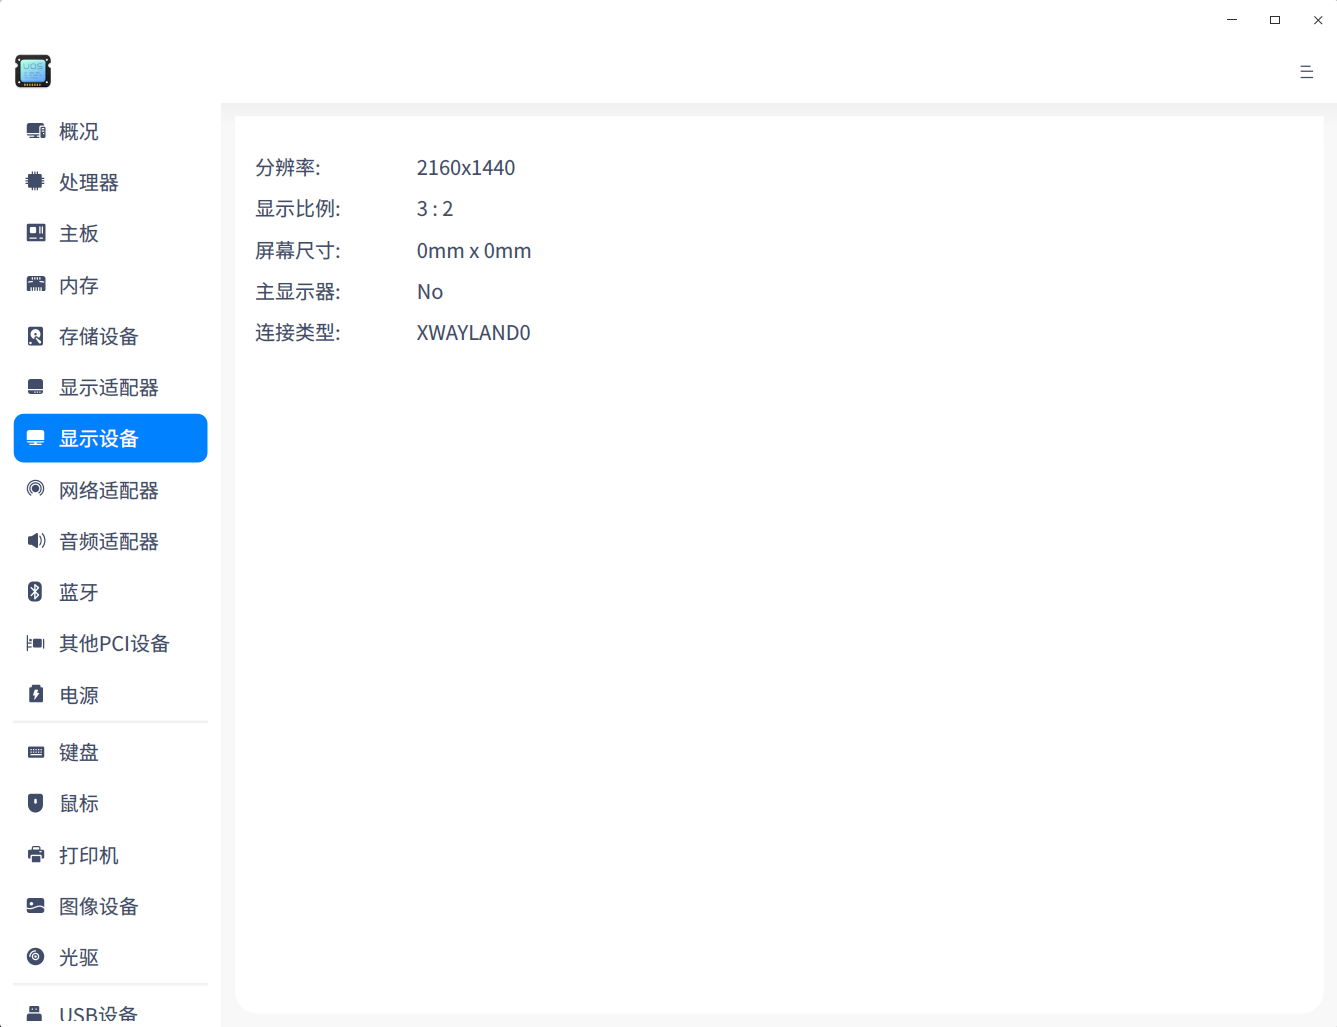 UOS
概况
处理器
主板
内存
存储设备
显示适配器
显示设备
网络适配器
音频适配器
蓝牙
其他PCI设备
电源
键盘
鼠标
打印机
图像设备
光驱
USB设备
分辨率: 2160x1440
显示比例: 3 : 2
屏幕尺寸: 0mm x 0mm
主显示器: No
连接类型: XWAYLAND0